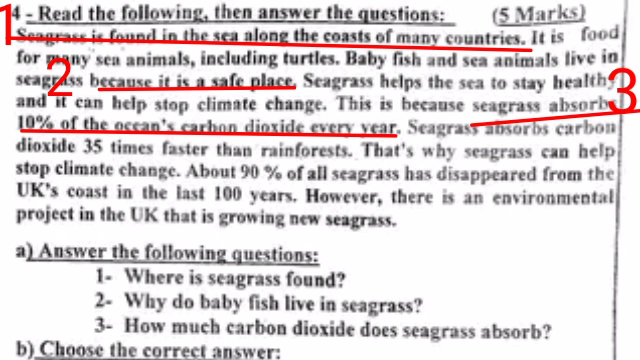 4 - Read the following, then answer the questions: (5 Marks)
1 Seagrass is found in the sea along the coasts of many countries. It is food
for many sea animals, including turtles. Baby fish and sea animals live in
2
seagrass because it is a safe place. Seagrass helps the sea to stay healthy
3
and it can help stop climate change. This is because seagrass absorbs
10% of the ocean's carbon dioxide every year. Seagrass absorbs carbon
dioxide 35 times faster than rainforests. That's why seagrass can help
stop climate change. About 90 % of all seagrass has disappeared from the
UK's coast in the last 100 years. However, there is an environmental
project in the UK that is growing new seagrass.
a) Answer the following questions:
1- Where is seagrass found?
2- Why do baby fish live in seagrass?
3- How much carbon dioxide does seagrass absorb?
b) Choose the correct answer: